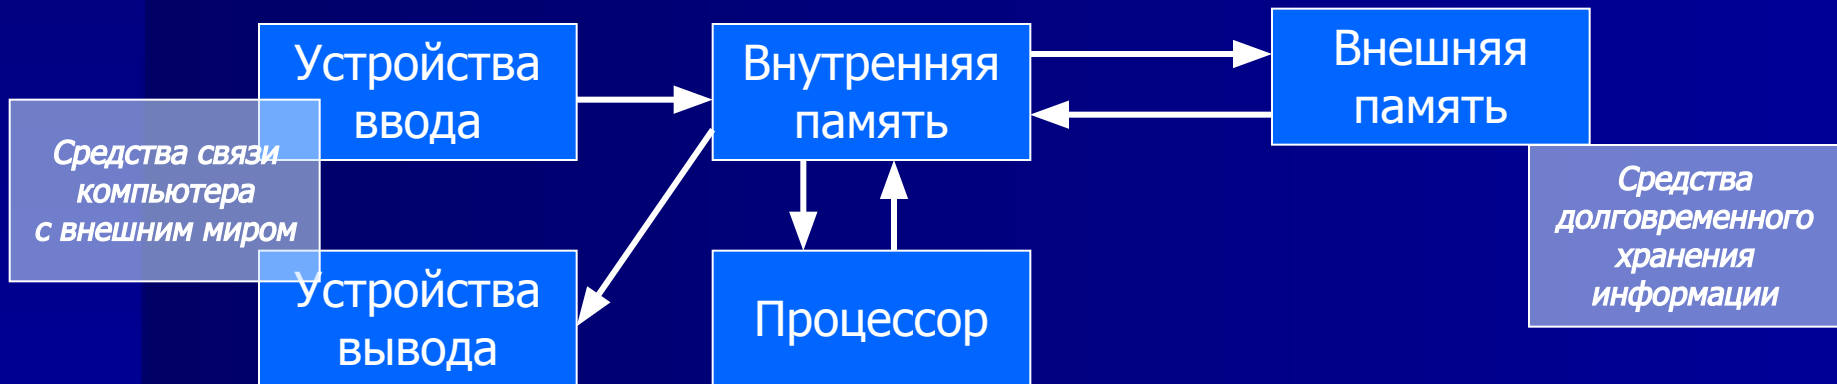 Устройства
ввода
Внутренняя
память
Внешняя
память
Средства связи
компьютера
с внешним миром
Средства
долговременного
хранения
информации
Устройства
вывода
Процессор